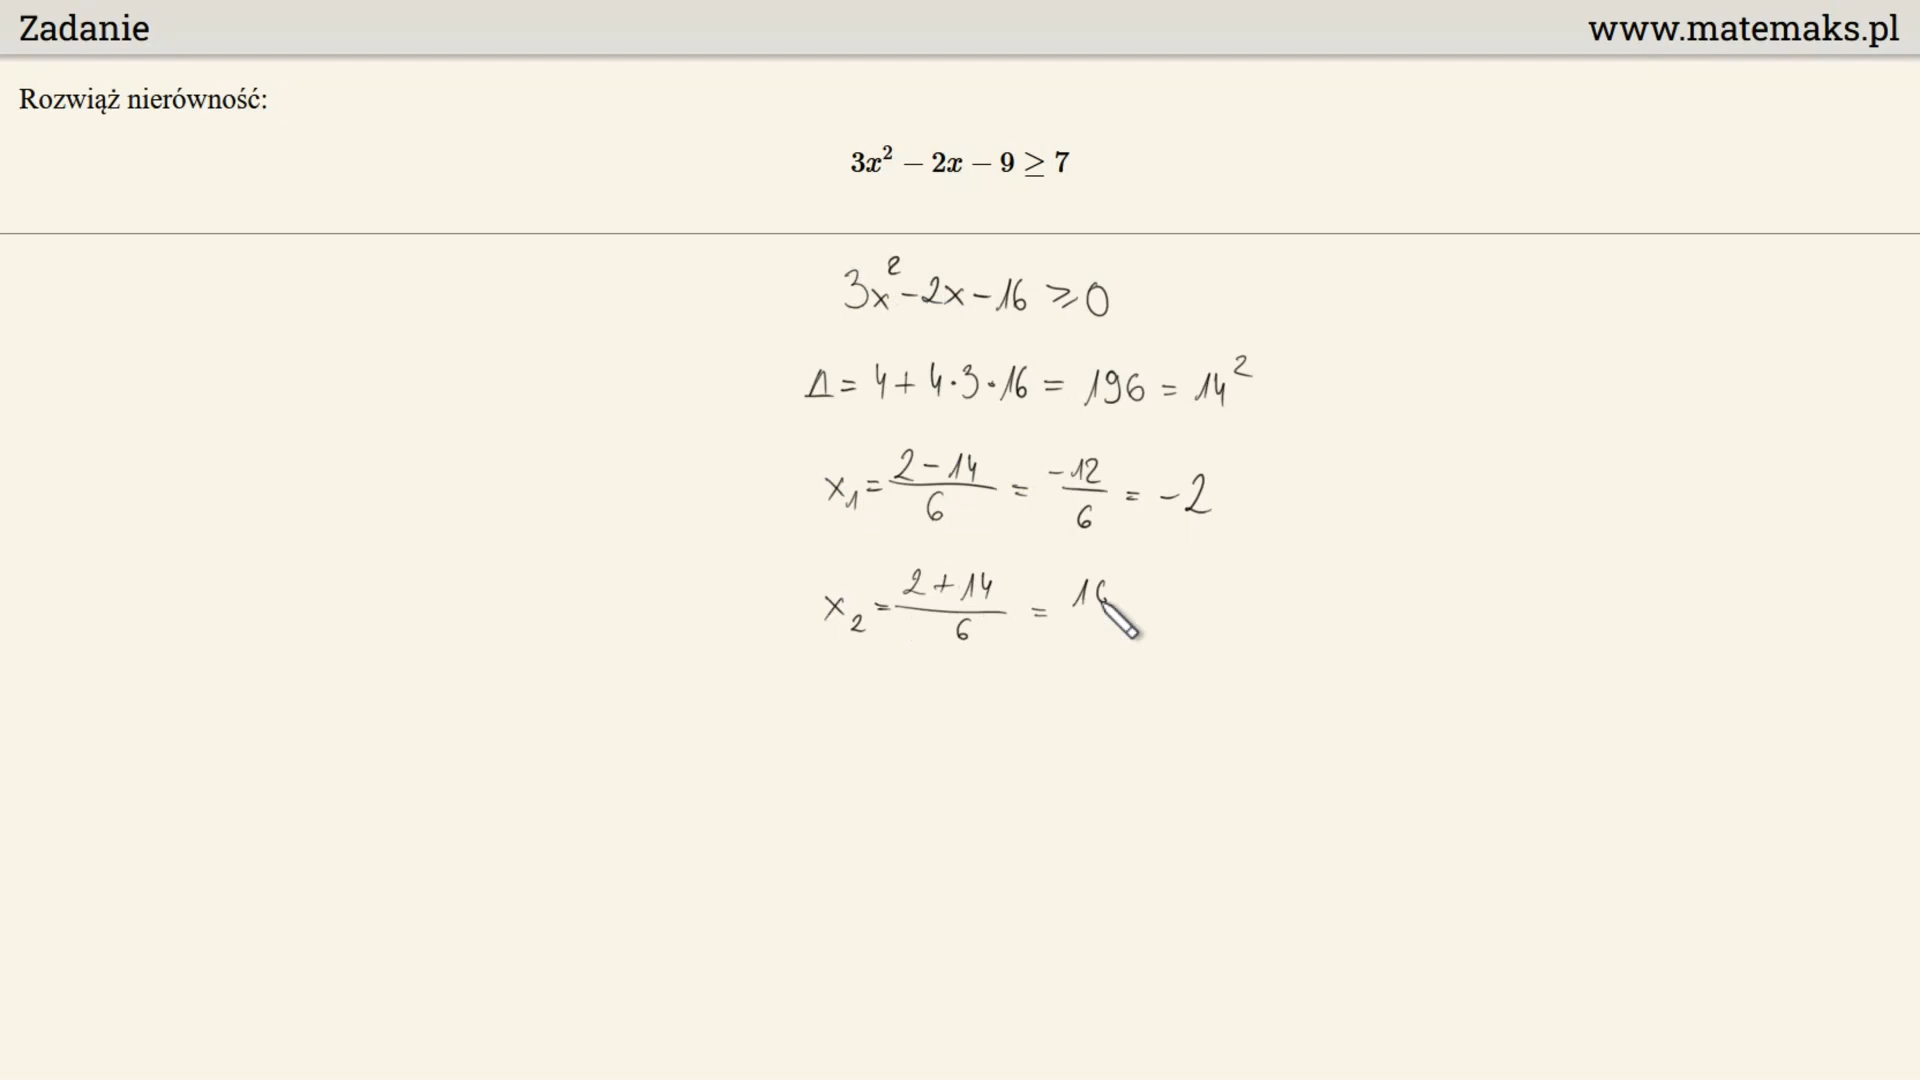 Zadanie www.matemaks.pl
Rozwiąż nierówność:
3x² − 2x − 9 ≥ 7
3x² - 2x - 16 ≥ 0
Δ = 4 + 4·3·16 = 196 = 14²
x₁ = (2 - 14)/6 = -12/6 = -2
x₂ = (2 + 14)/6 = 16